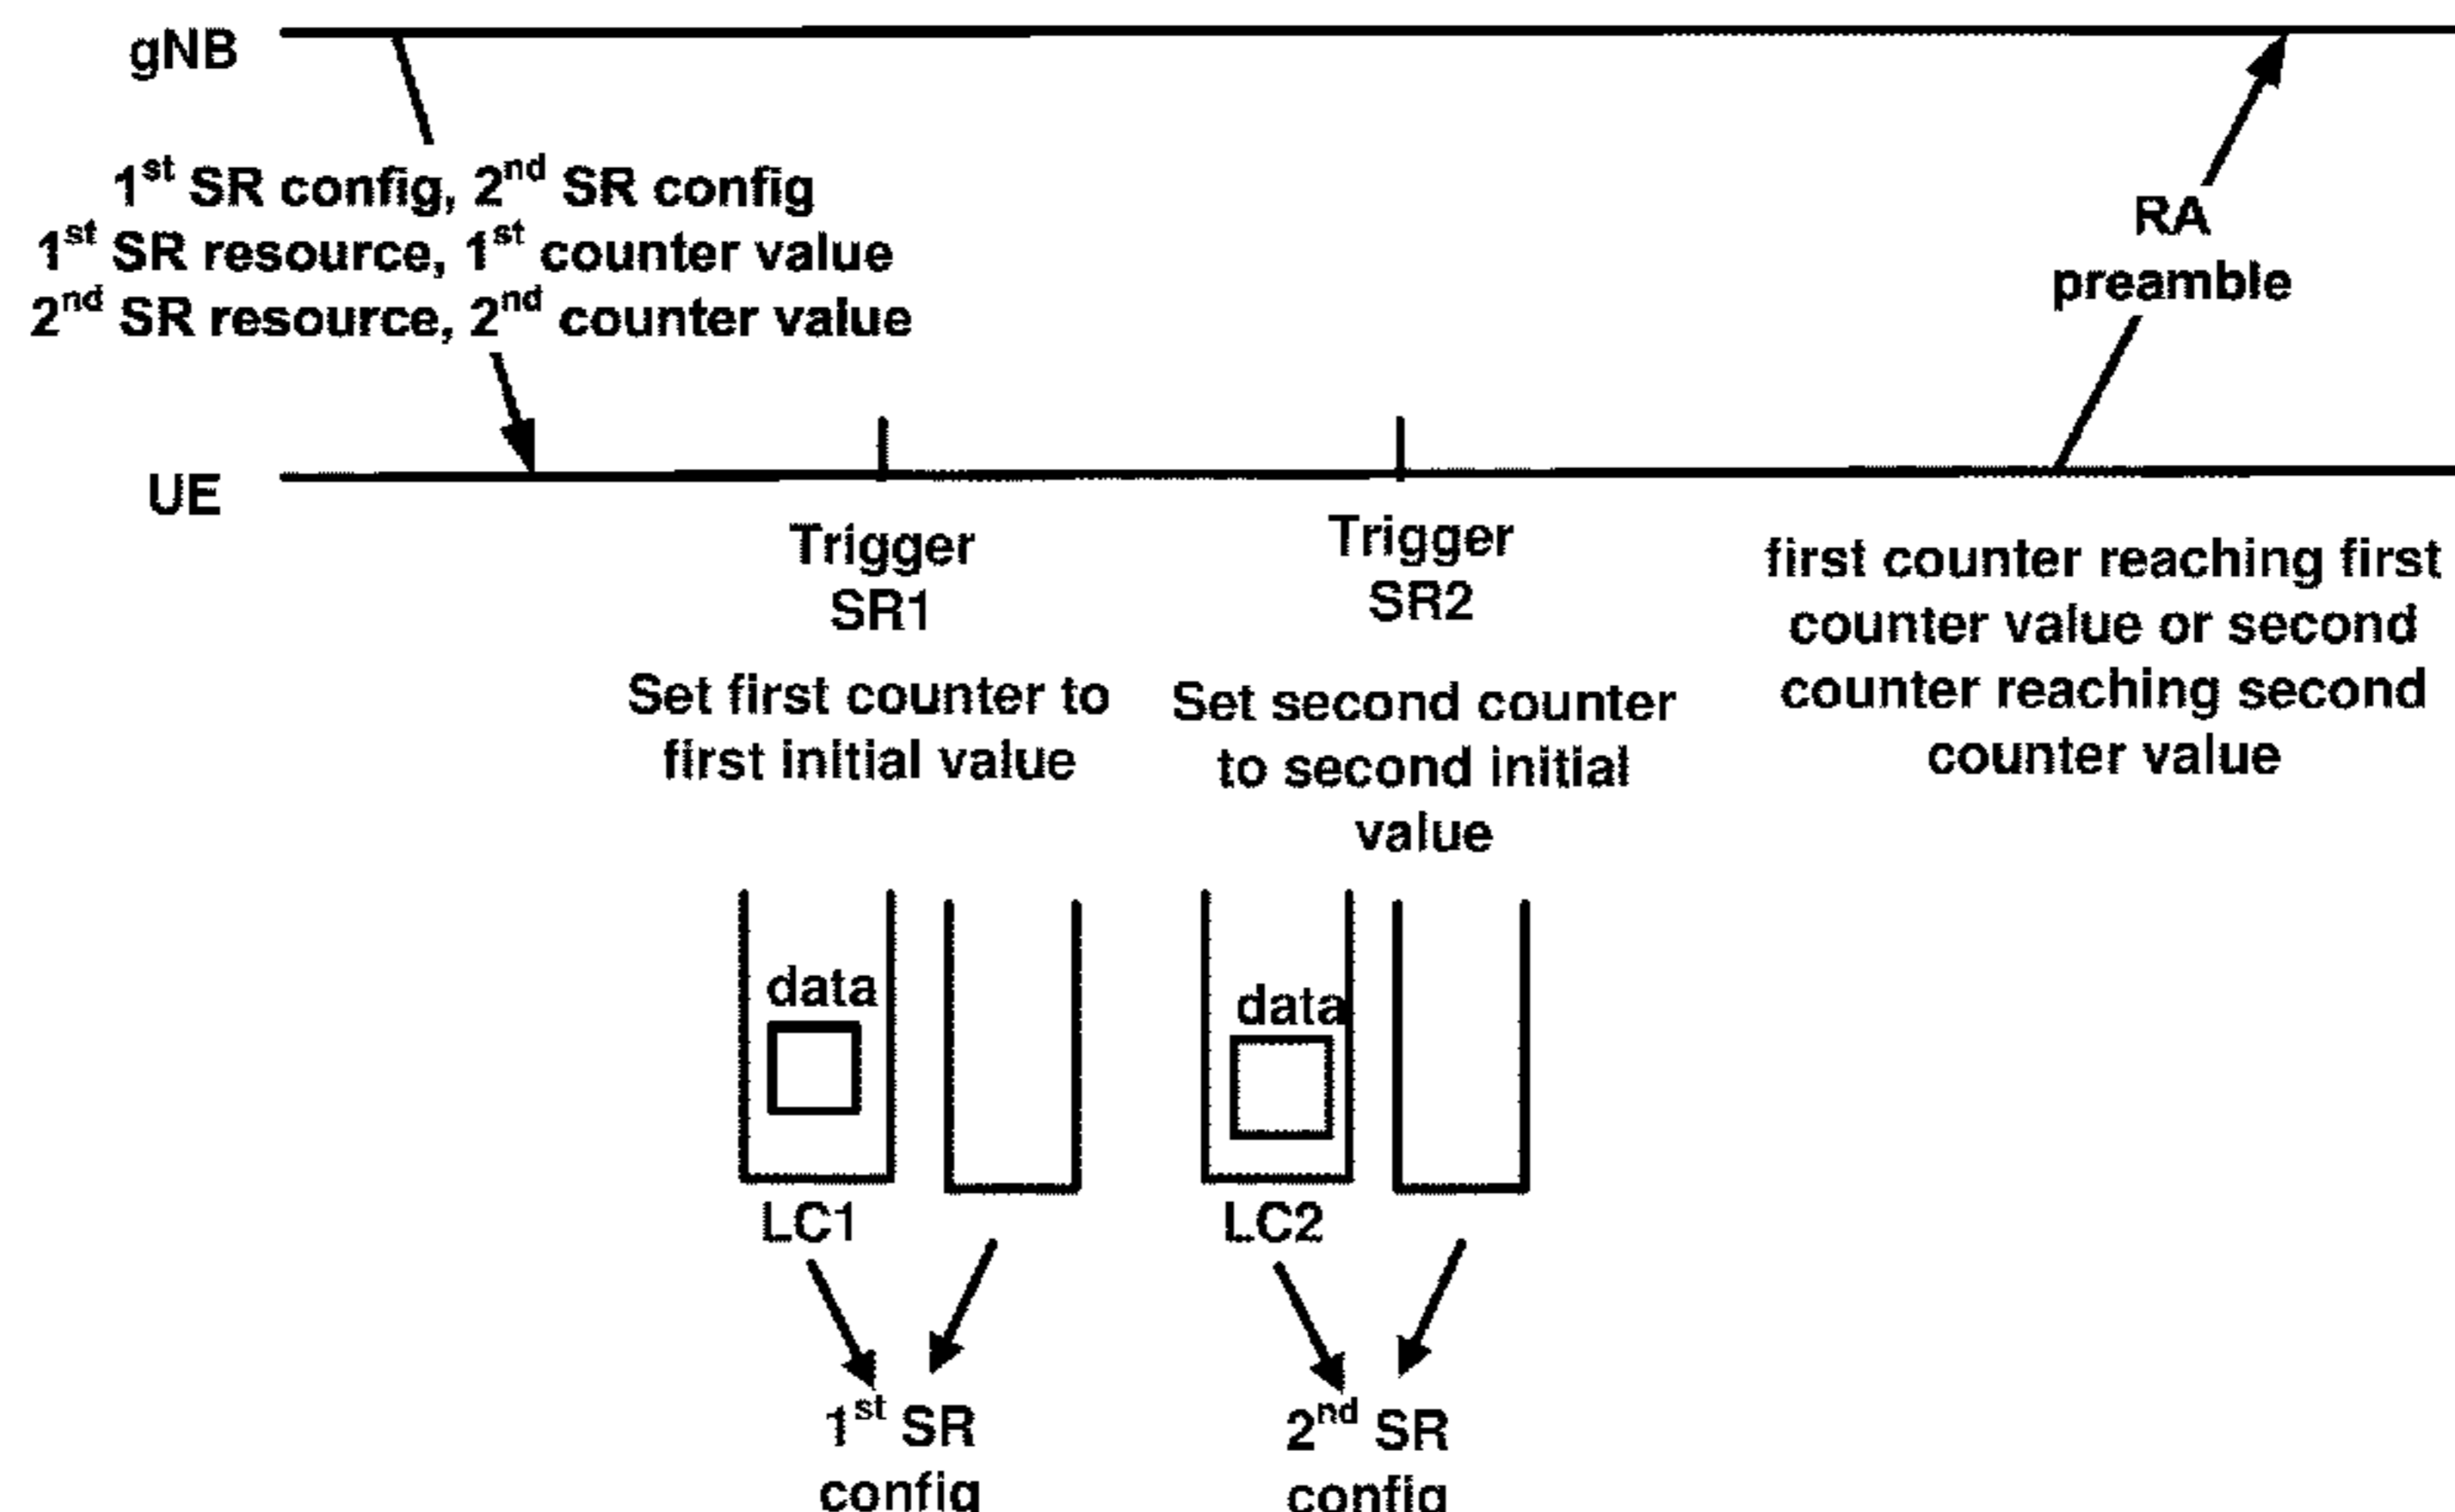 gNB
1st SR config, 2nd SR config
1st SR resource, 1st counter value
2nd SR resource, 2nd counter value
RA
preamble
UE
Trigger
SR1
Set first counter to
first initial value
Trigger
SR2
Set second counter
to second initial
value
first counter reaching first
counter value or second
counter reaching second
counter value
data
data
LC1
LC2
1st SR
config
2nd SR
config